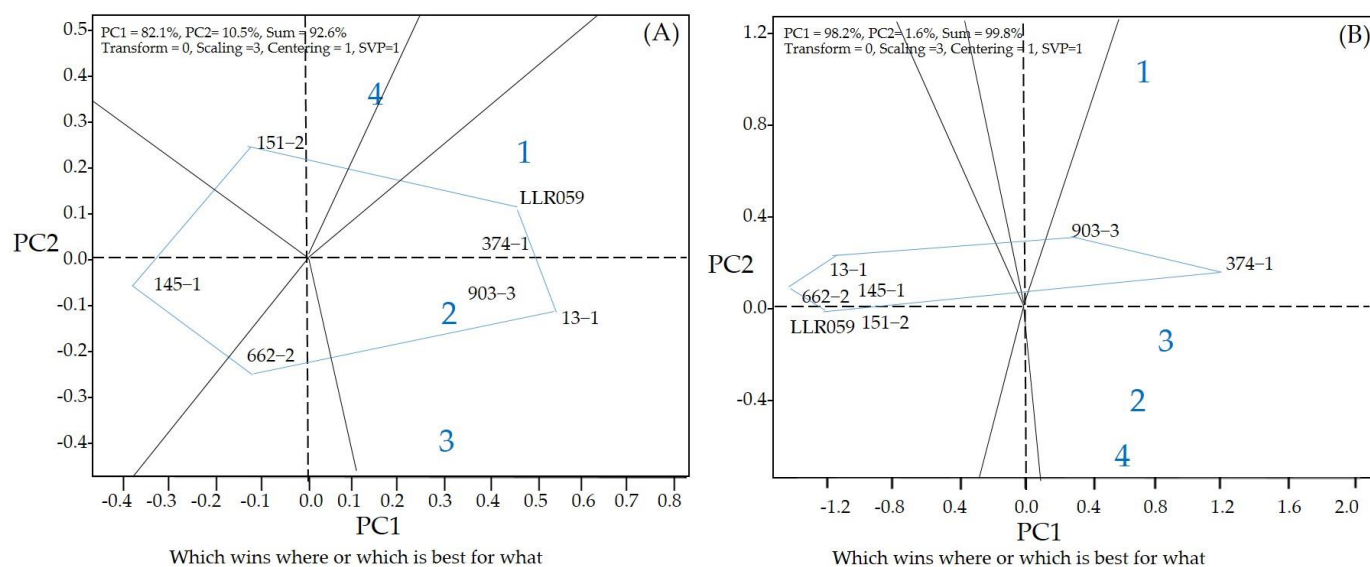 PC1 = 82.1%, PC2= 10.5%, Sum = 92.6%
Transform = 0, Scaling =3, Centering = 1, SVP=1
(A)
0.5
0.4
0.3
0.2
0.1
0.0
-0.1
-0.2
-0.3
-0.4
PC2
4
1
151–2
LLR059
374–1
145–1
903–3
2
13–1
662–2
3
-0.4 -0.3 -0.2 -0.1 0.0 0.1 0.2 0.3 0.4 0.5 0.6 0.7 0.8
PC1
Which wins where or which is best for what
PC1 = 98.2%, PC2= 1.6%, Sum = 99.8%
Transform = 0, Scaling =3, Centering = 1, SVP=1
(B)
1.2
0.8
0.4
0.0
-0.4
PC2
1
903–3
13–1
374–1
662–2 145–1
LLR059 151–2
3
2
4
-1.2 -0.8 0.4 0.0 0.4 0.8 1.2 1.6 2.0
PC1
Which wins where or which is best for what